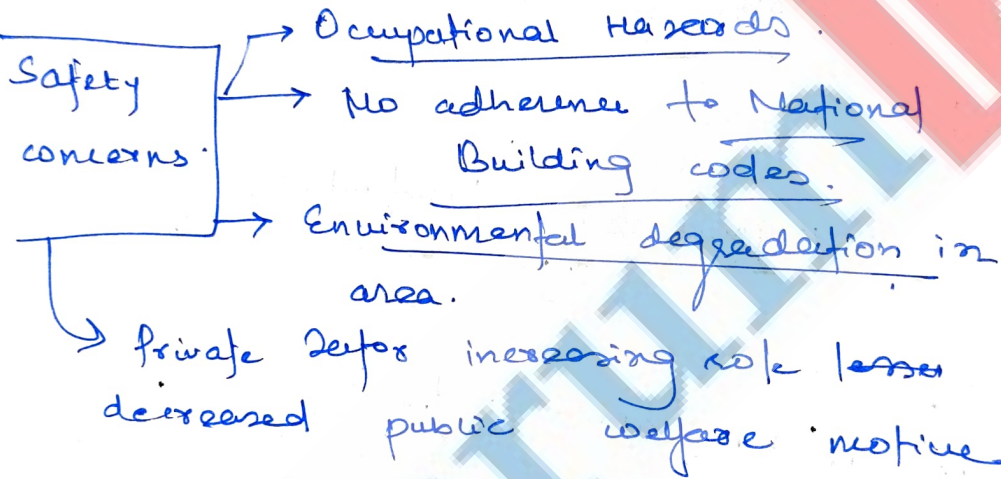 Occupational Hazards.
Safety
concerns.
No adherence to National
Building codes.
Environmental degradation in
area.
Private Sector increasing role
decreased public welfare motive
rum